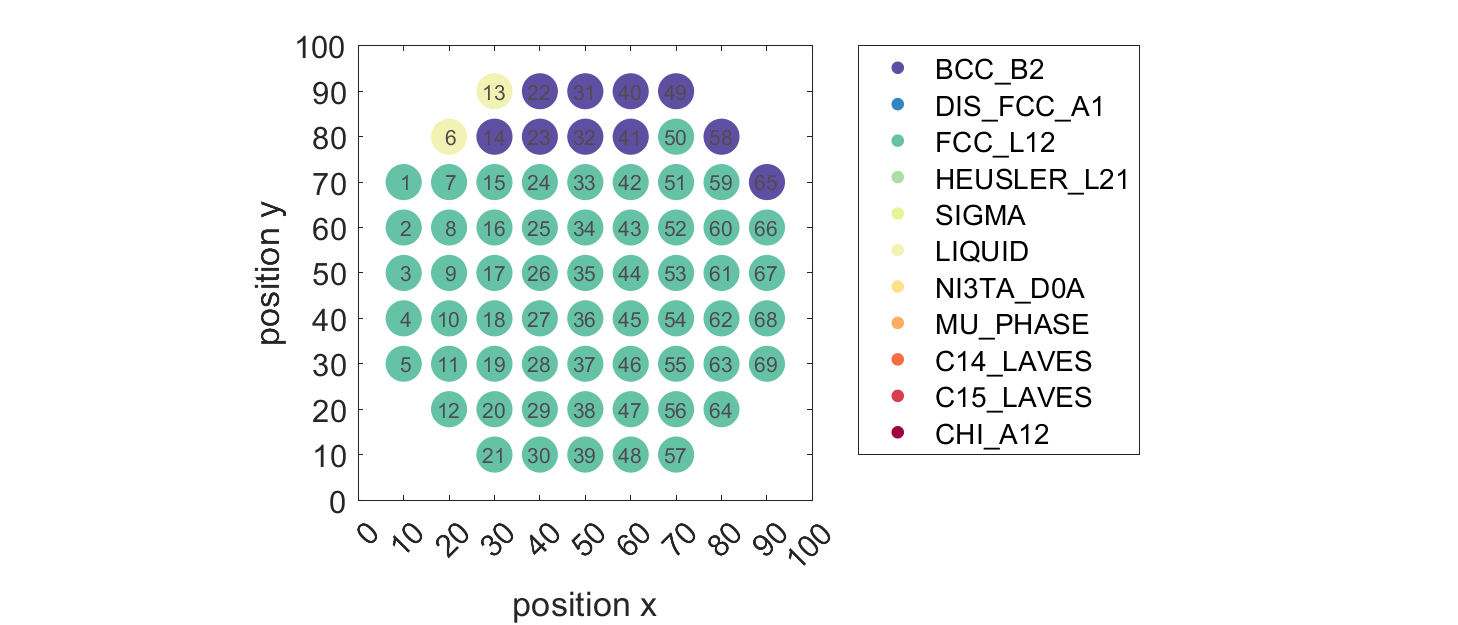 100
90
80
70
60
50
40
30
20
10
0
position y
13 22 31 40 49
6 14 23 32 41 50 58
1 7 15 24 33 42 51 59 65
2 8 16 25 34 43 52 60 66
3 9 17 26 35 44 53 61 67
4 10 18 27 36 45 54 62 68
5 11 19 28 37 46 55 63 69
12 20 29 38 47 56 64
21 30 39 48 57
0 10 20 30 40 50 60 70 80 90 100
position x
BCC_B2
DIS_FCC_A1
FCC_L12
HEUSLER_L21
SIGMA
LIQUID
NI3TA_D0A
MU_PHASE
C14_LAVES
C15_LAVES
CHI_A12